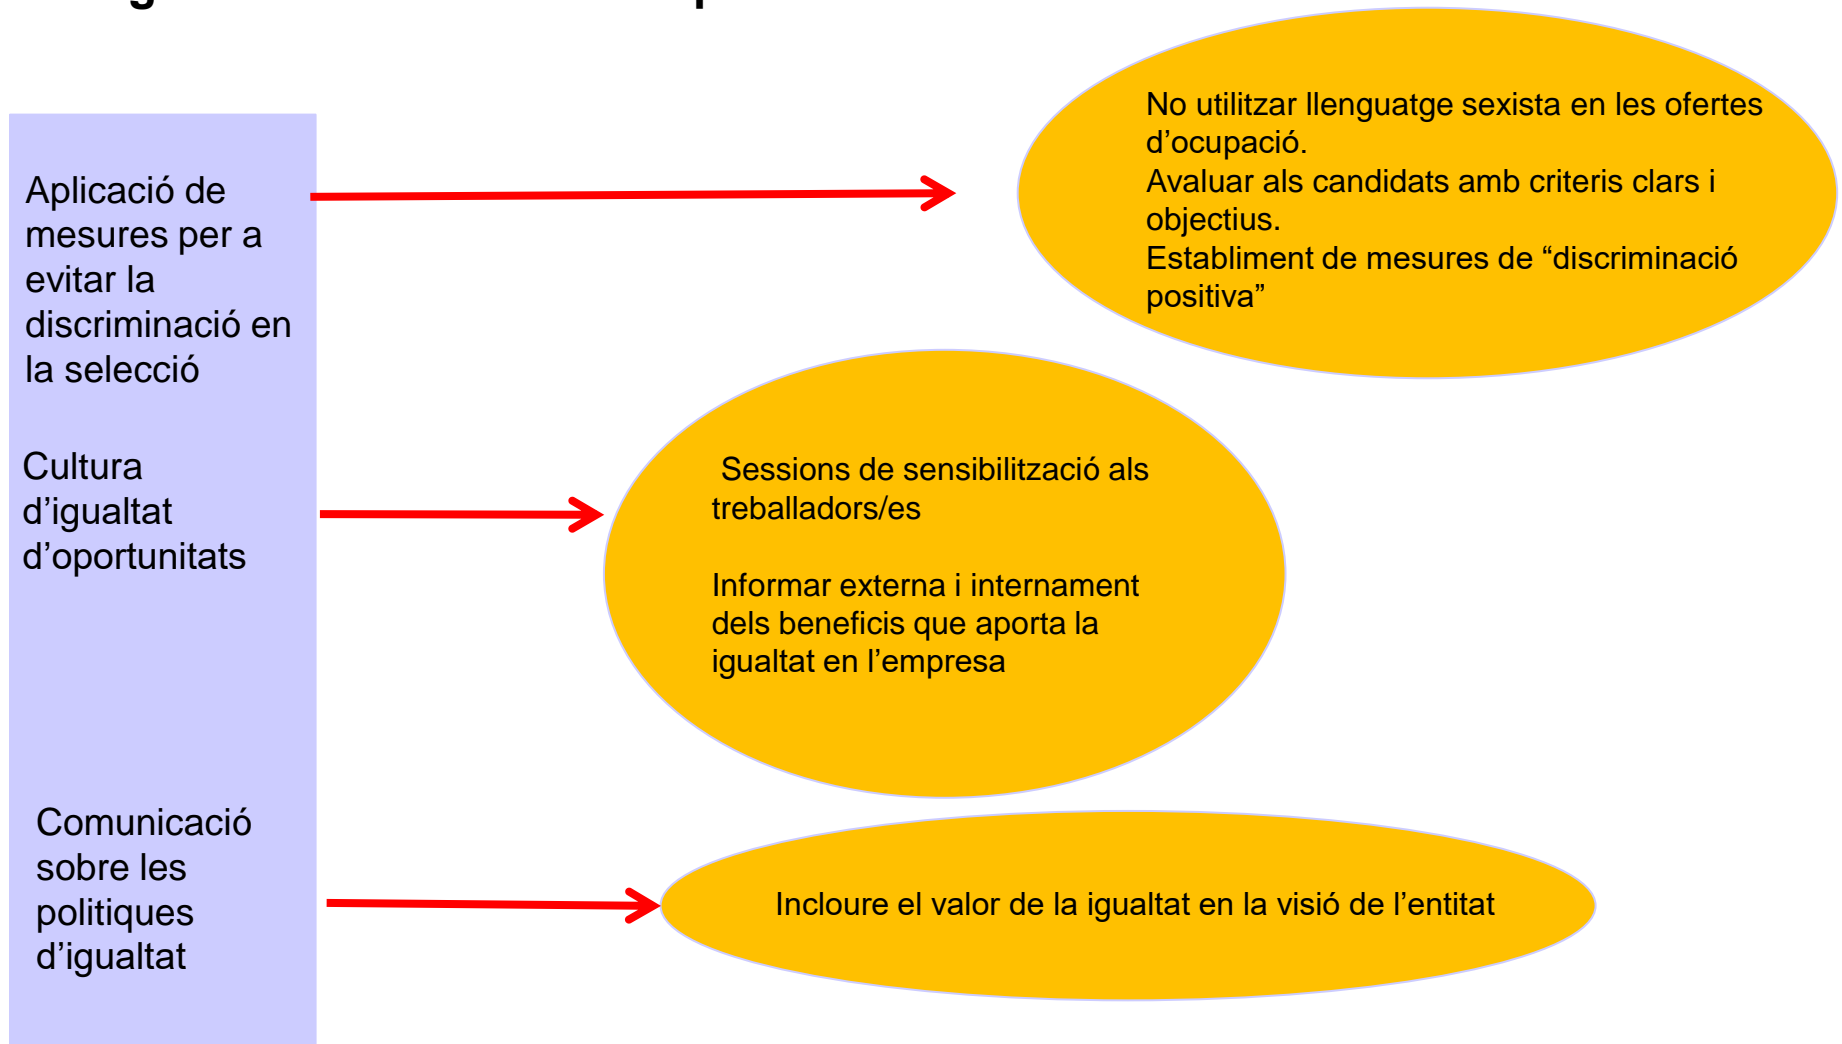 Aplicació de
mesures per a
evitar la
discriminació en
la selecció
No utilitzar llenguatge sexista en les ofertes
d’ocupació.
Avaluar als candidats amb criteris clars i
objectius.
Establiment de mesures de “discriminació
positiva”
Cultura
d’igualtat
d’oportunitats
Sessions de sensibilització als
treballadors/es
Informar externa i internament
dels beneficis que aporta la
igualtat en l’empresa
Comunicació
sobre les
politiques
d’igualtat
Incloure el valor de la igualtat en la visió de l’entitat